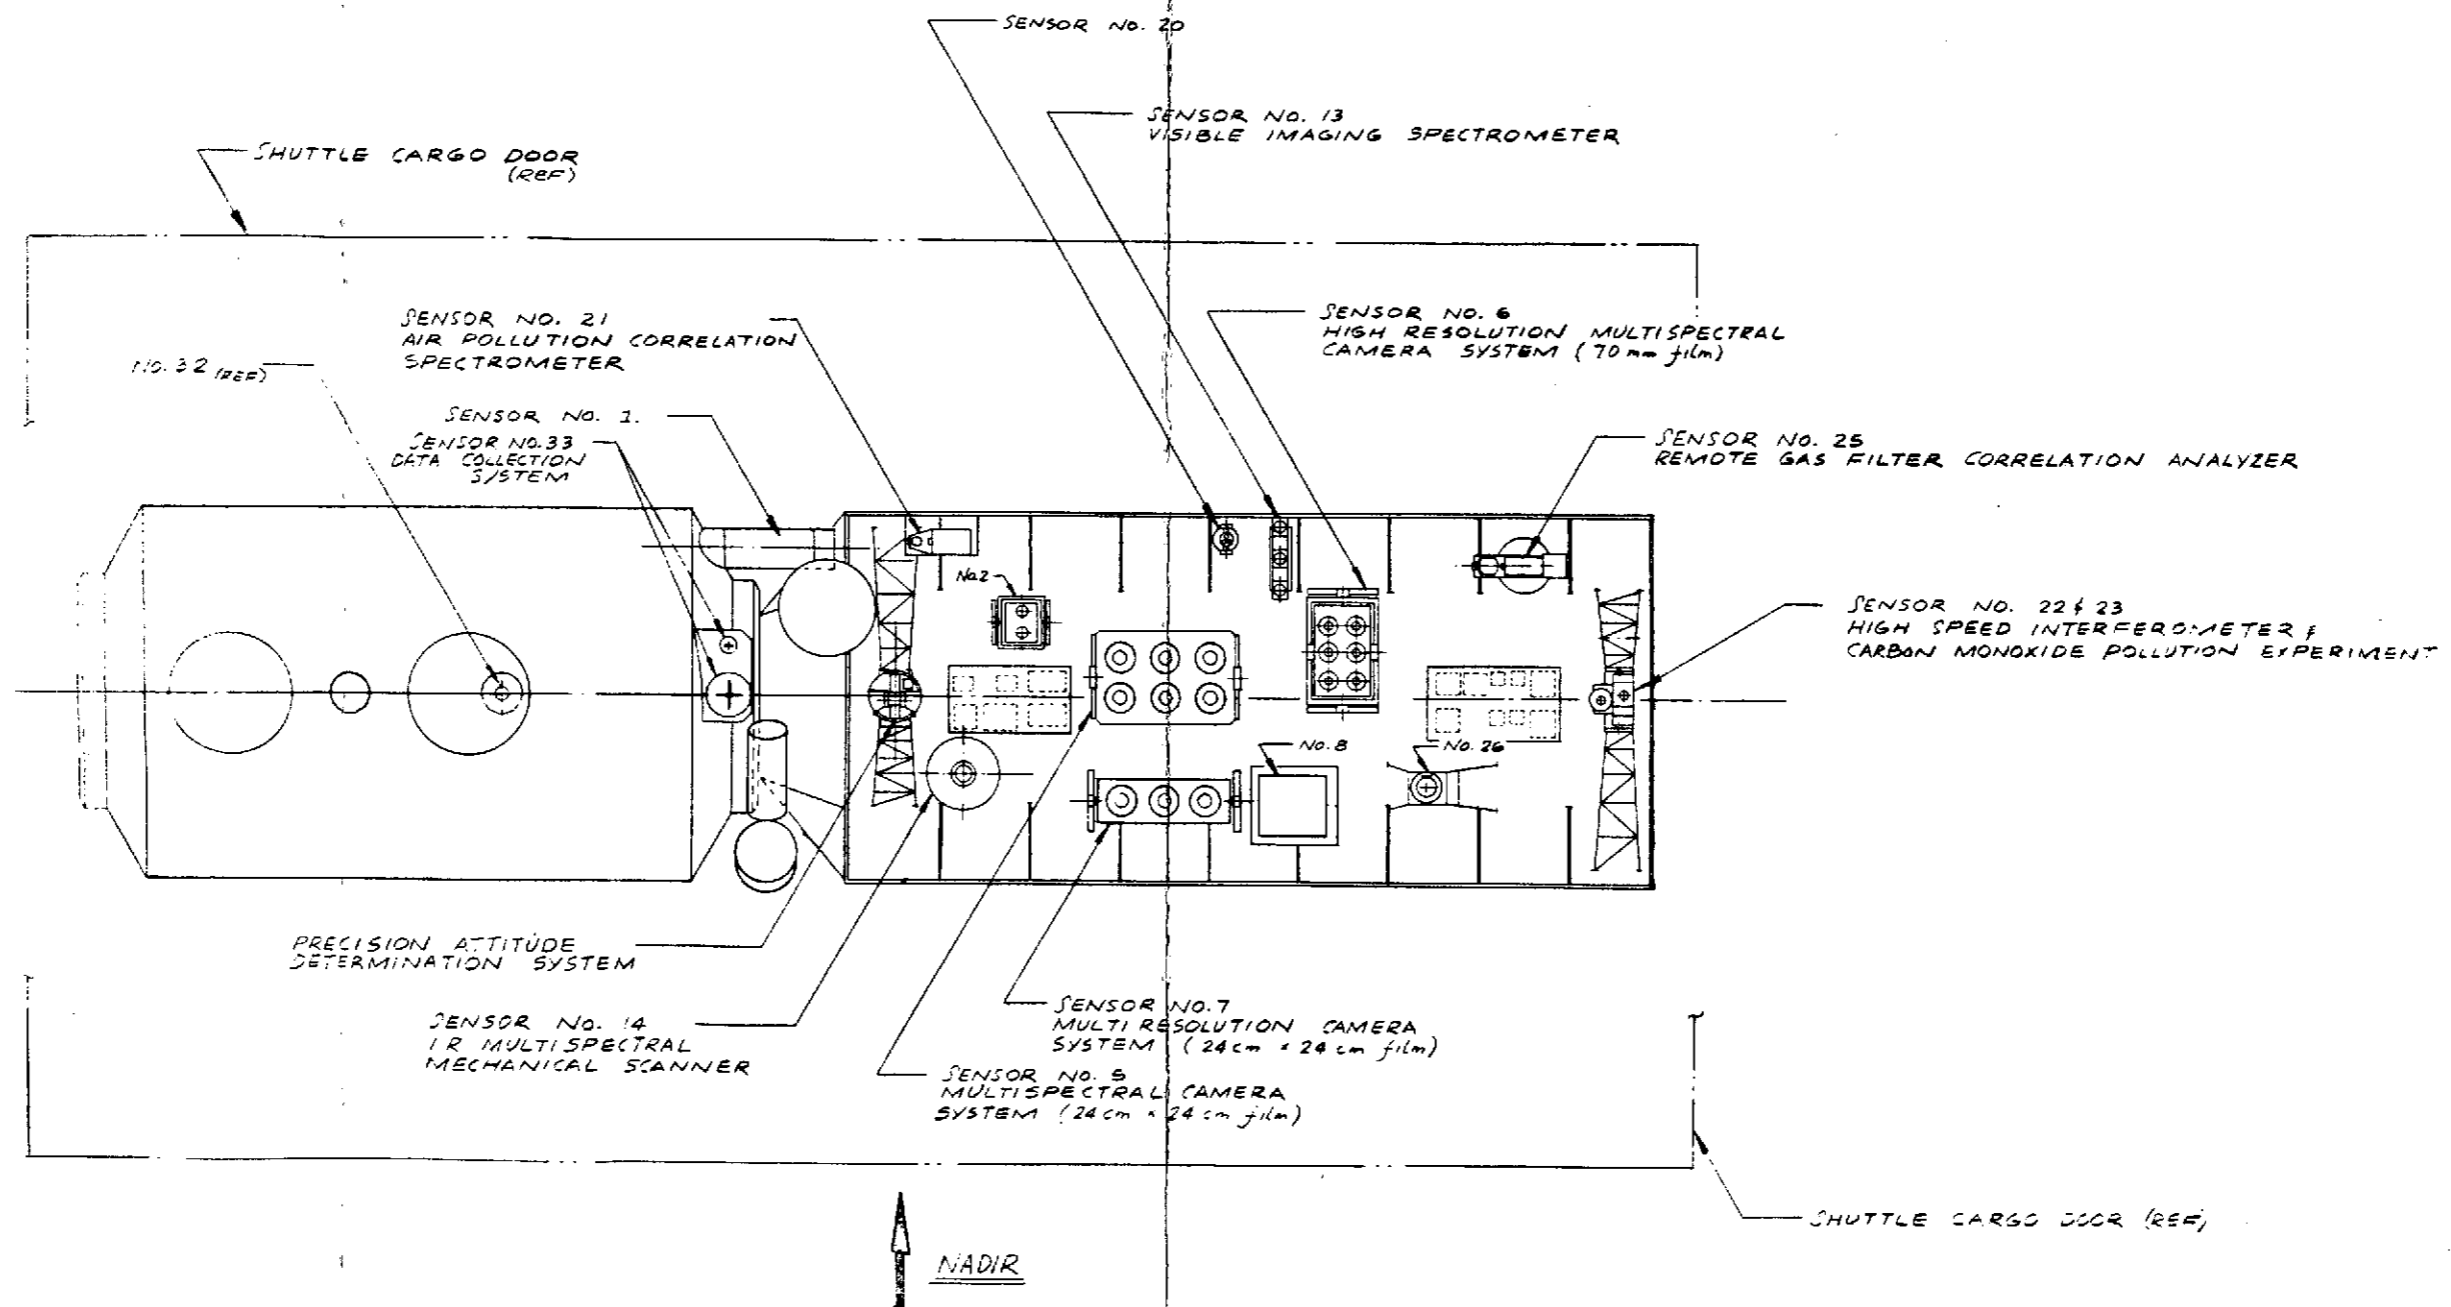 SENSOR NO. 20
SENSOR NO. 13
VISIBLE IMAGING SPECTROMETER
SHUTTLE CARGO DOOR
(REF)
SENSOR NO. 21
AIR POLLUTION CORRELATION
SPECTROMETER
SENSOR NO. 6
HIGH RESOLUTION MULTISPECTRAL
CAMERA SYSTEM (70 mm film)
NO. 32 (REF)
SENSOR NO. 1.
SENSOR NO. 33
DATA COLLECTION
SYSTEM
SENSOR NO. 25
REMOTE GAS FILTER CORRELATION ANALYZER
No.2
SENSOR NO. 22 & 23
HIGH SPEED INTERFEROMETER &
CARBON MONOXIDE POLLUTION EXPERIMENT
No. 8
No. 26
PRECISION ATTITUDE
DETERMINATION SYSTEM
SENSOR NO. 7
MULTI RESOLUTION CAMERA
SYSTEM (24 cm x 24 cm film)
SENSOR No. 14
IR MULTISPECTRAL
MECHANICAL SCANNER
SENSOR NO. 5
MULTISPECTRAL CAMERA
SYSTEM (24 cm x 24 cm film)
SHUTTLE CARGO DOOR (REF)
NADIR